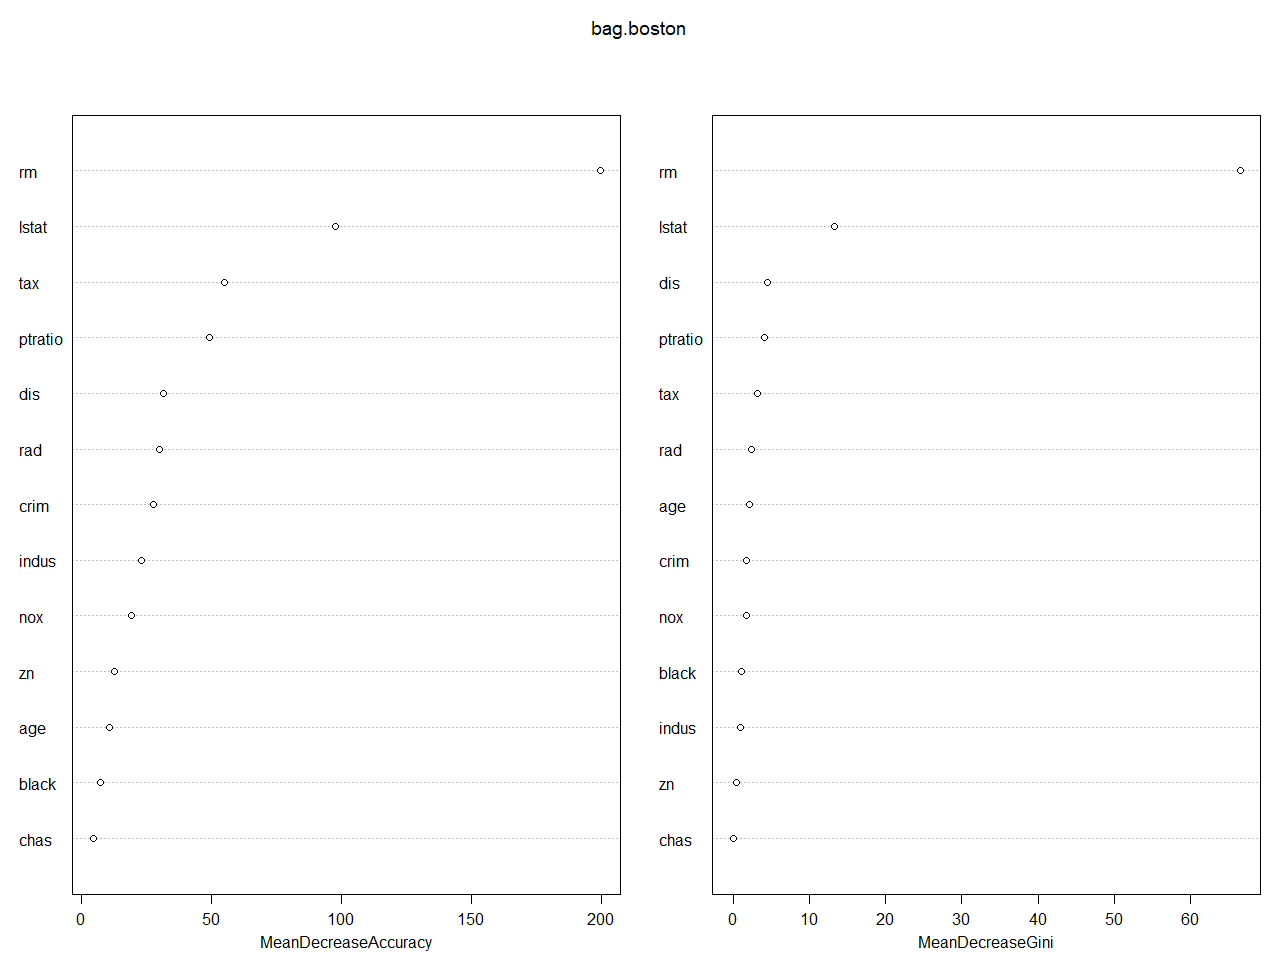 bag.boston
rm
lstat
tax
ptratio
dis
rad
crim
indus
nox
zn
age
black
chas
0 50 100 150 200
MeanDecreaseAccuracy
rm
lstat
dis
ptratio
tax
rad
age
crim
nox
black
indus
zn
chas
0 10 20 30 40 50 60
MeanDecreaseGini